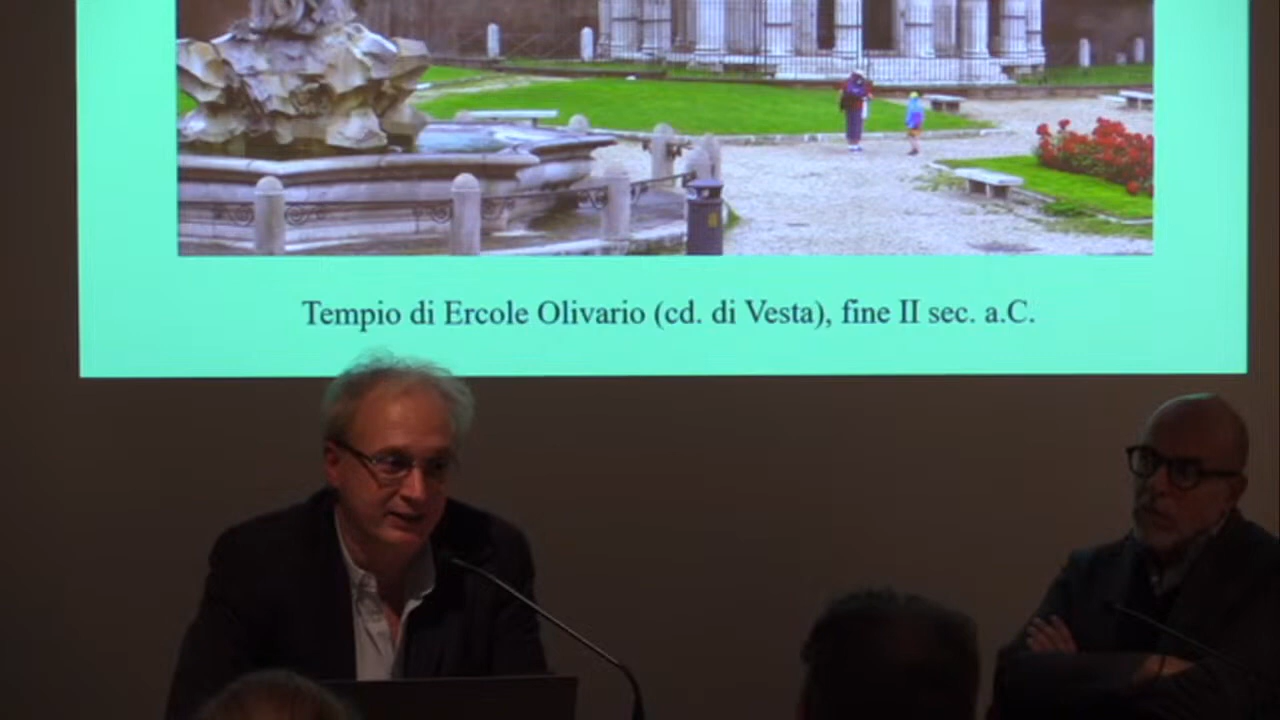 Tempio di Ercole Olivario (cd. di Vesta), fine II sec. a.C.